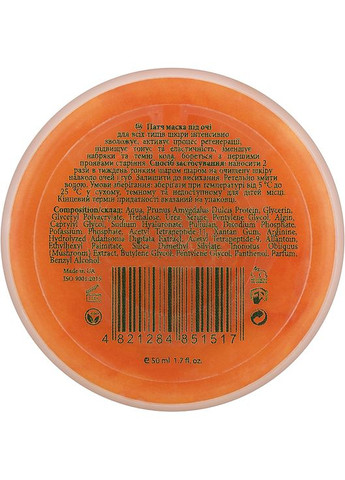 Патч маска під очі
для всіх типів шкіри інтенсивно
зволожує, активує процес регенерації,
підвищує тонус та еластичність, зменшує
набряки та темні кола, бореться з першими
проявами старіння. Спосіб застосування: наносити 2
рази в тиждень тонким шаром на очищену шкіру
навколо очей і губ. Залишити до висихання. Ретельно змити
водою. Умови зберігання: зберігати при температурі від 5 °C до
25 °C у сухому, темному та недоступному для дітей місці.
Кінцевий термін придатності вказаний на упаковці.
Composition/склад: Aqua, Prunus Amygdalus Dulcis Protein, Glycerin,
Glyceryl Polyacrylate, Trehalose, Urea, Serine, Pentylene Glycol, Algin,
Caprylyl Glycol, Sodium Hyaluronate, Pullulan, Disodium Phosphate,
Potassium Phosphate, Acetyl Tetrapeptide-11, Xantan Gum, Arginine,
Hydrolyzed Adansonia Digitata Extract, Acetyl Tetrapeptide-9, Allantoin,
Ethylhexyl Palmitate, Silica Dimethyl Silylate, Inonotus Obliquus
(Mushroom) Extract, Butylene Glycol, Pentylene Glycol, Panthenol, Parfum,
Benzyl Alcohol.
Made in UA
ISO 9001:2015
4 821284 851517
e 50 ml 1.7 fl.oz.